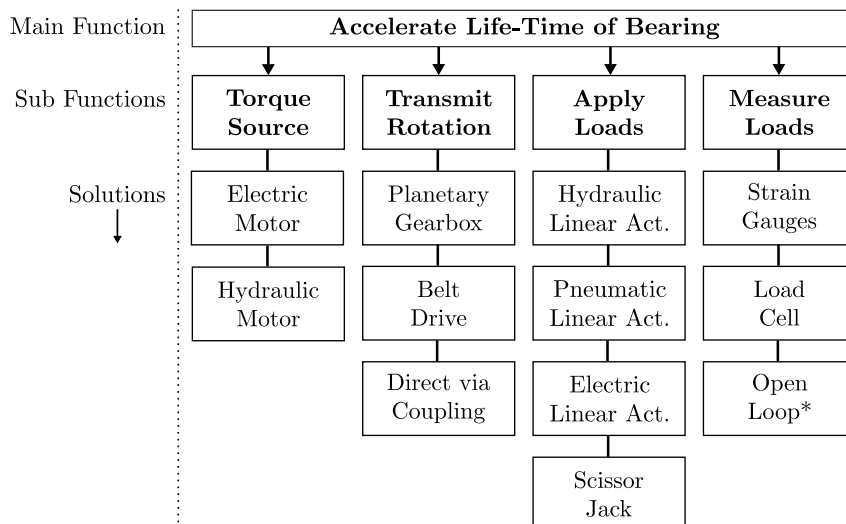 Main Function
Accelerate Life-Time of Bearing
Sub Functions
Torque
Source
Transmit
Rotation
Apply
Loads
Measure
Loads
Solutions
Electric
Motor
Planetary
Gearbox
Hydraulic
Linear Act.
Strain
Gauges
Hydraulic
Motor
Belt
Drive
Pneumatic
Linear Act.
Load
Cell
Direct via
Coupling
Electric
Linear Act.
Open
Loop*
Scissor
Jack